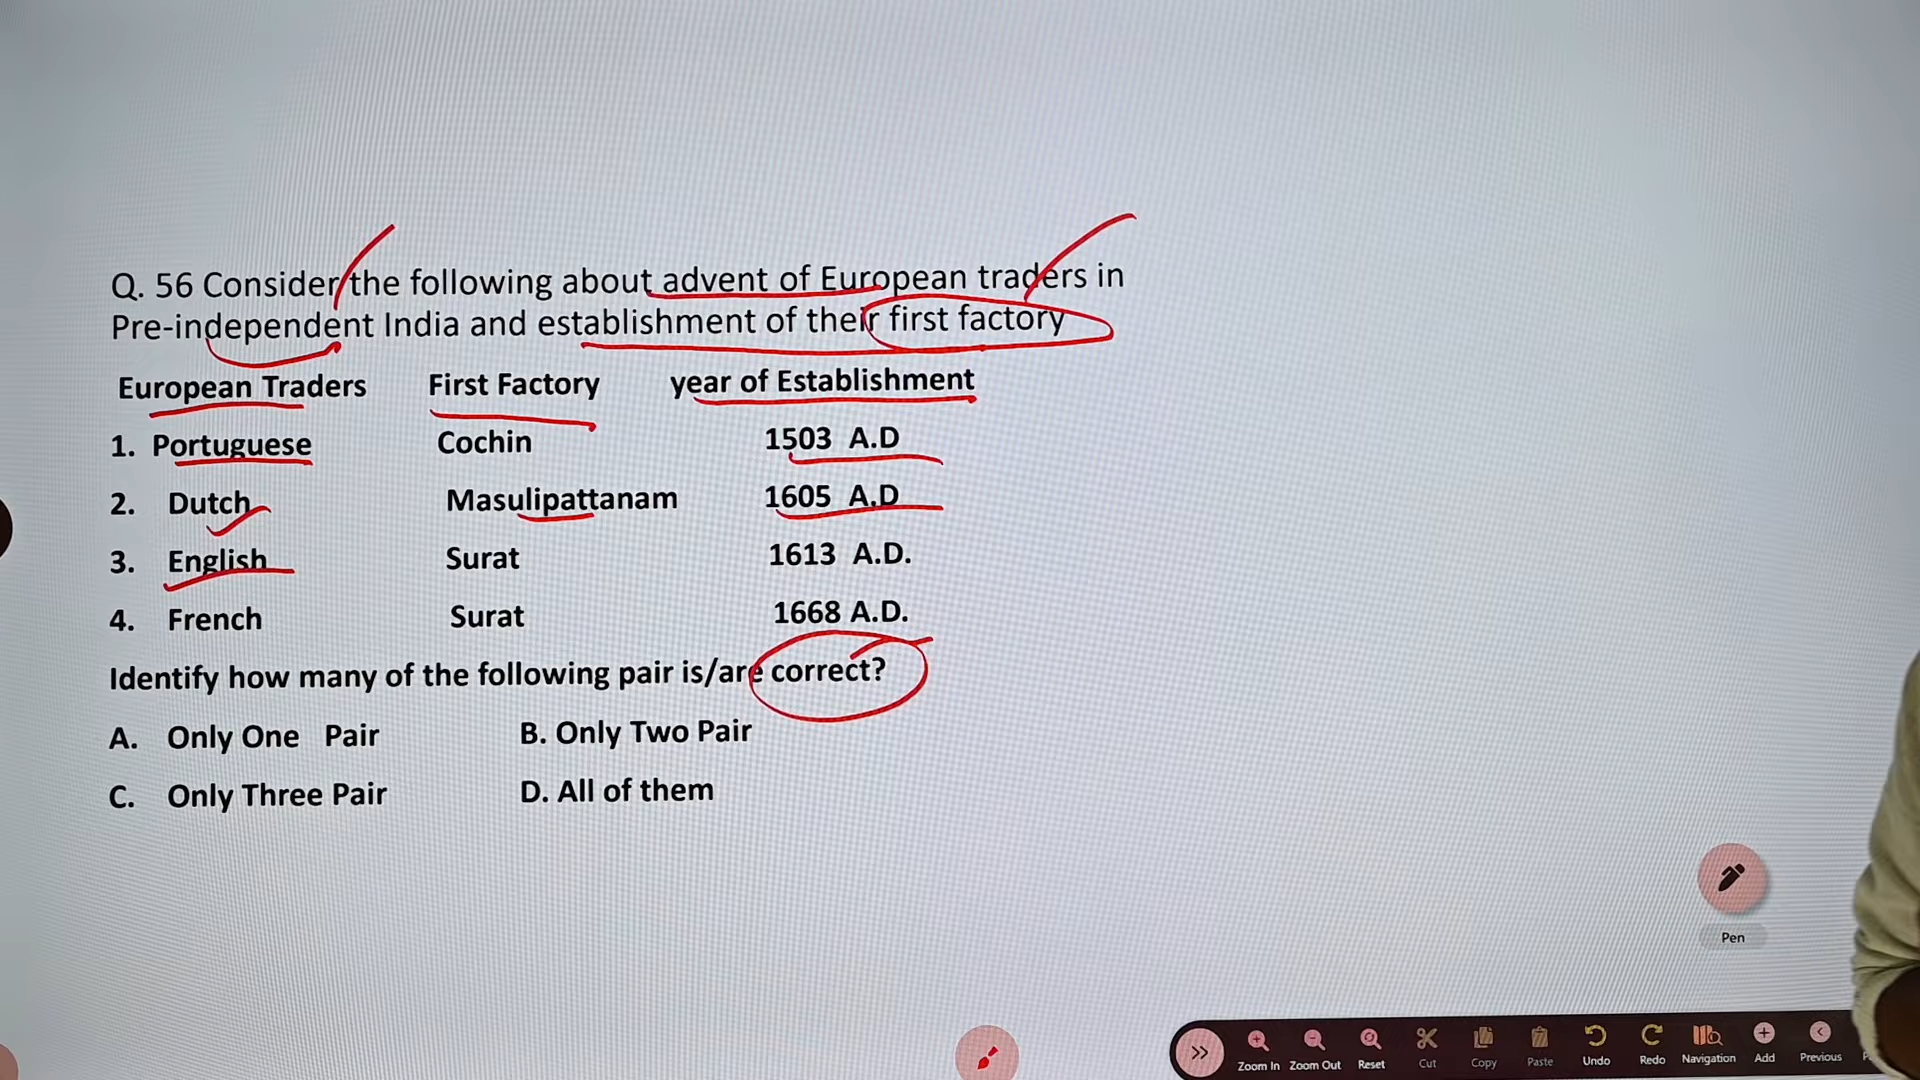 Q. 56 Consider the following about advent of European traders in
Pre-independent India and establishment of their first factory
European Traders First Factory year of Establishment
1. Portuguese Cochin 1503 A.D
2. Dutch Masulipattanam 1605 A.D
3. English Surat 1613 A.D.
4. French Surat 1668 A.D.
Identify how many of the following pair is/are correct?
A. Only One Pair B. Only Two Pair
C. Only Three Pair D. All of them
Pen
Zoom In Zoom Out Reset Cut Copy Paste Undo Redo Navigation Add Previous